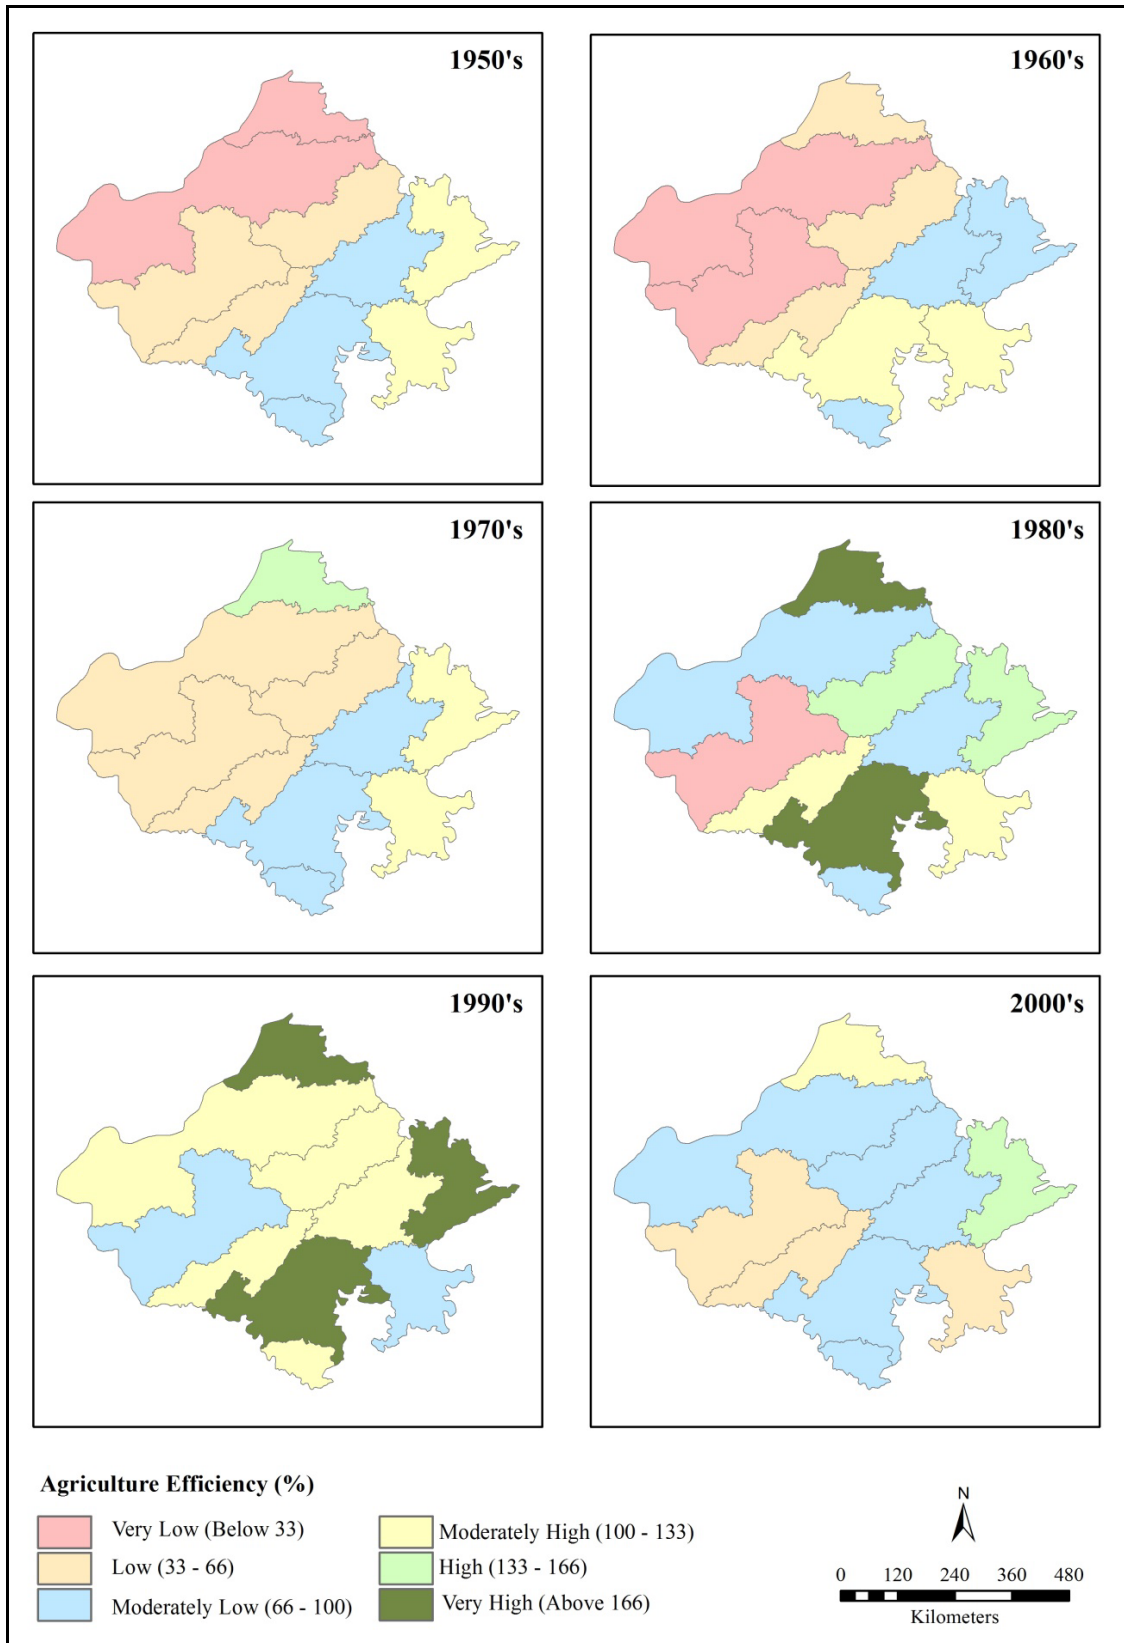 1950's
1960's
1970's
1980's
1990's
2000's
Agriculture Efficiency (%)
Very Low (Below 33)
Low (33 - 66)
Moderately Low (66 - 100)
Moderately High (100 - 133)
High (133 - 166)
Very High (Above 166)
N
0 120 240 360 480
Kilometers